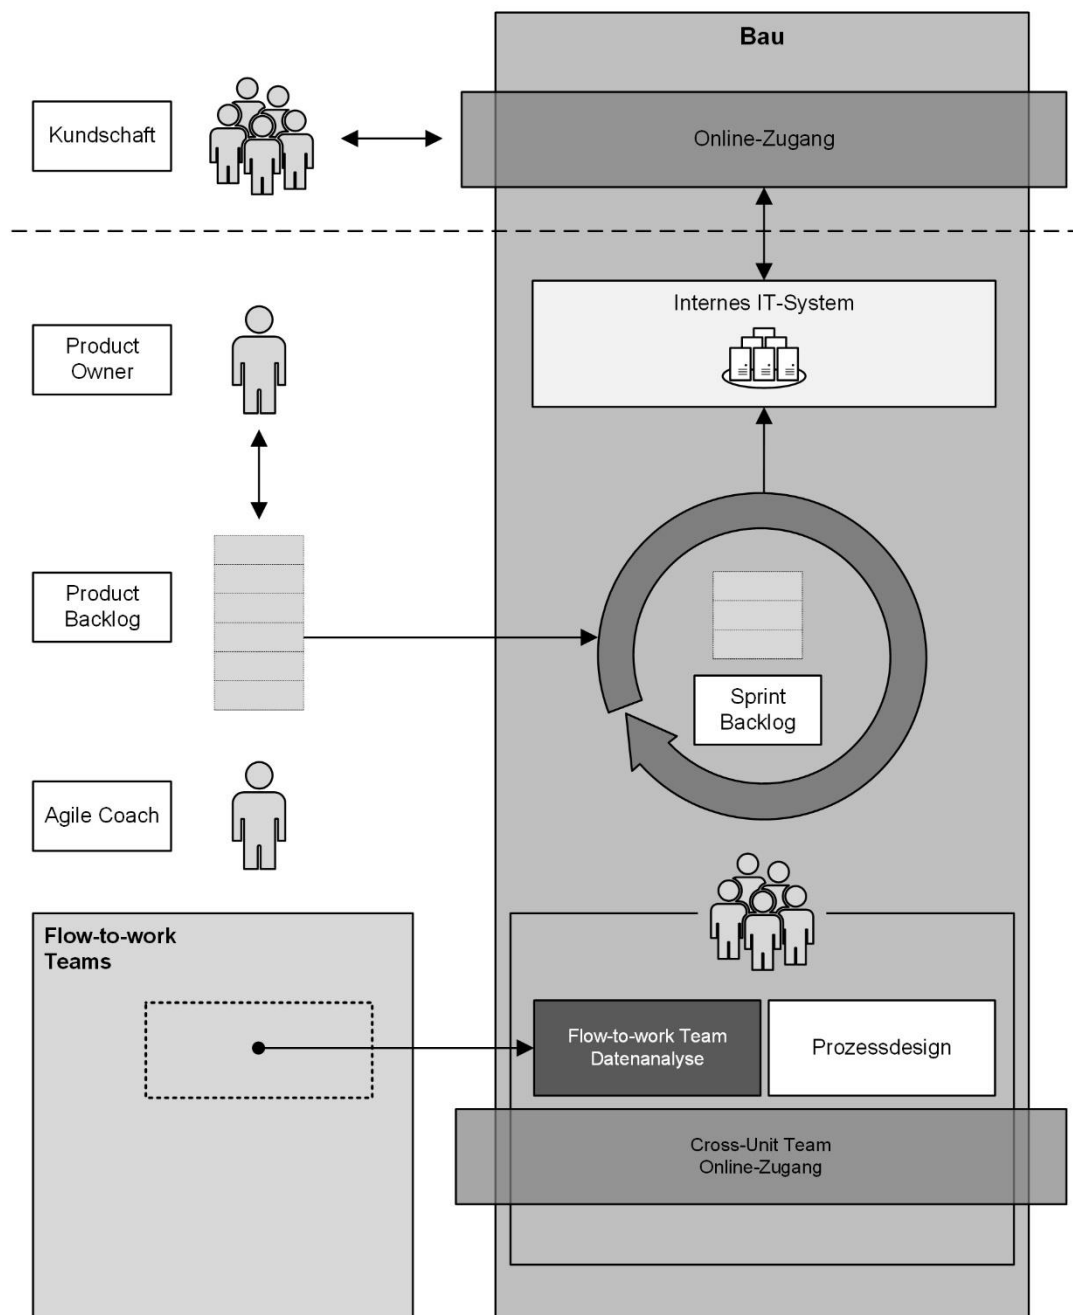 Bau
Kundschaft
Online-Zugang
Internes IT-System
Product
Owner
Product
Backlog
Sprint
Backlog
Agile Coach
Flow-to-work
Teams
Flow-to-work Team
Datenanalyse
Prozessdesign
Cross-Unit Team
Online-Zugang